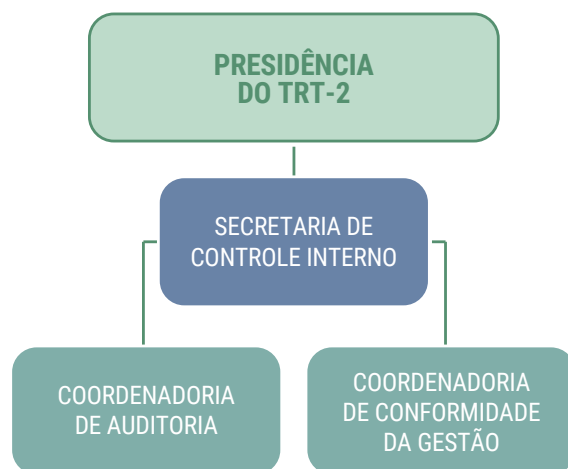 PRESIDÊNCIA
DO TRT-2
SECRETARIA DE
CONTROLE INTERNO
COORDENADORIA
DE AUDITORIA
COORDENADORIA
DE CONFORMIDADE
DA GESTÃO